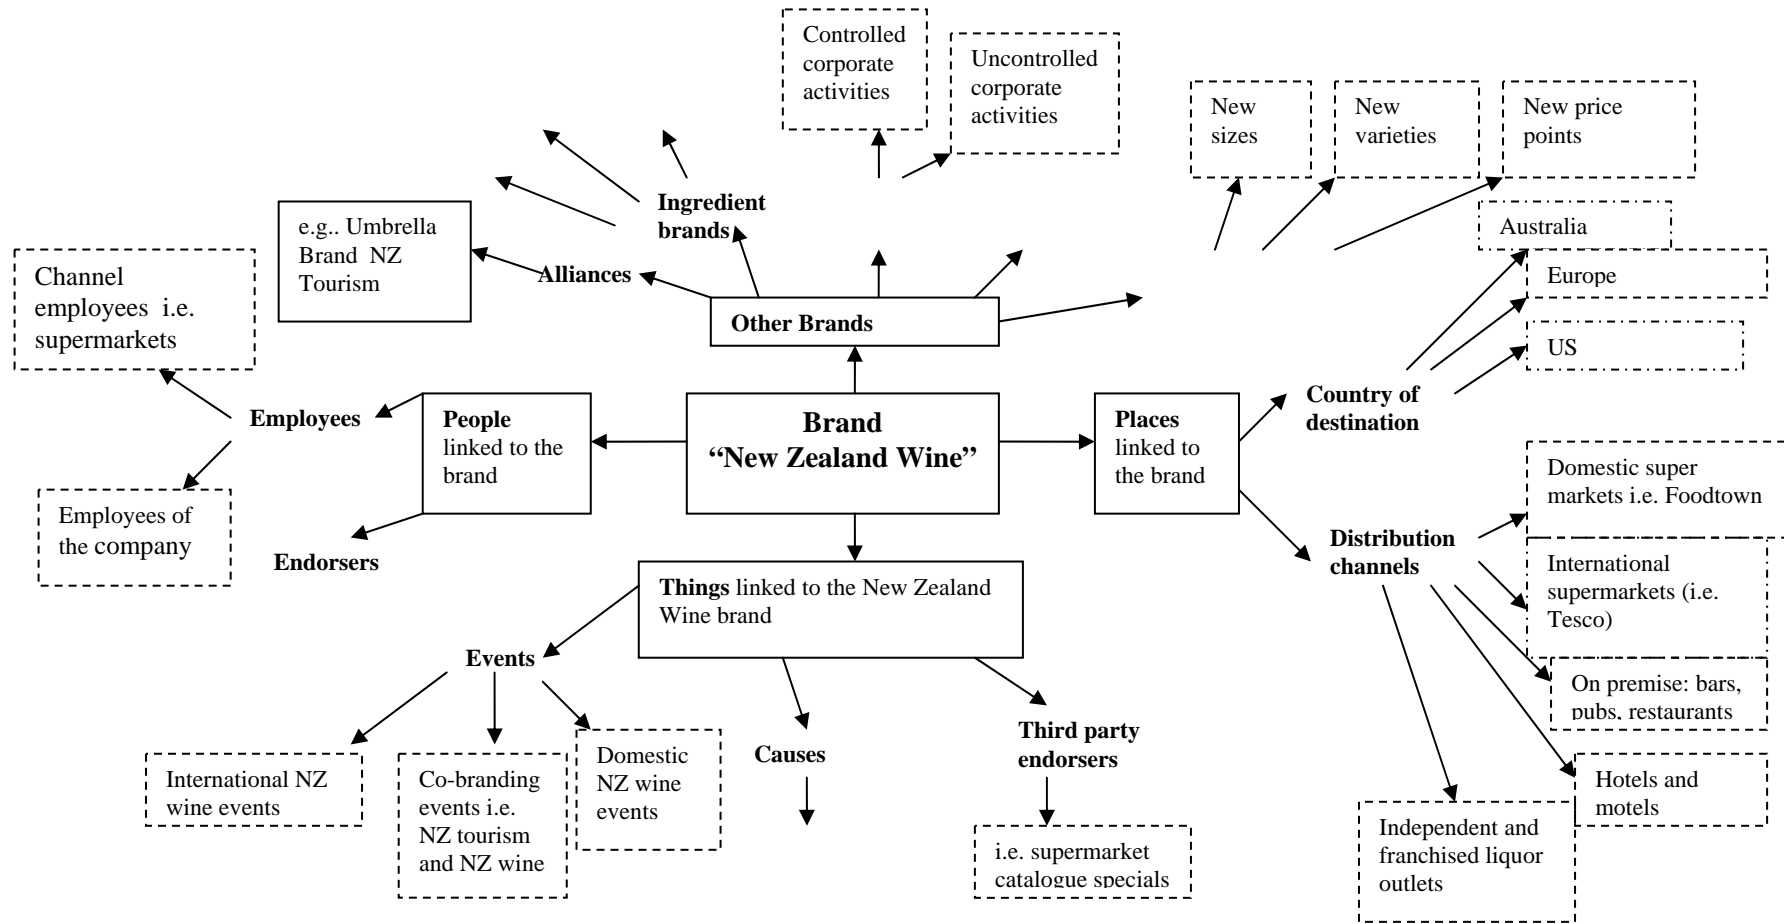 Controlled
corporate
activities
Uncontrolled
corporate
activities
New
sizes
New
varieties
New price
points
Ingredient
brands
e.g.. Umbrella
Brand  NZ
Tourism
Alliances
Channel
employees  i.e.
supermarkets
Other Brands
Australia
Europe
US
Employees
People
linked to the
brand
Brand
“New Zealand Wine”
Places
linked to
the brand
Country of
destination
Employees of
the company
Endorsers
Domestic super
markets i.e. Foodtown
Distribution
channels
International
supermarkets (i.e.
Tesco)
Things linked to the New Zealand
Wine brand
Events
On premise: bars,
pubs, restaurants
Causes
Third party
endorsers
International NZ
wine events
Co-branding
events i.e.
NZ tourism
and NZ wine
Domestic
NZ wine
events
Hotels and
motels
i.e. supermarket
catalogue specials
Independent and
franchised liquor
outlets